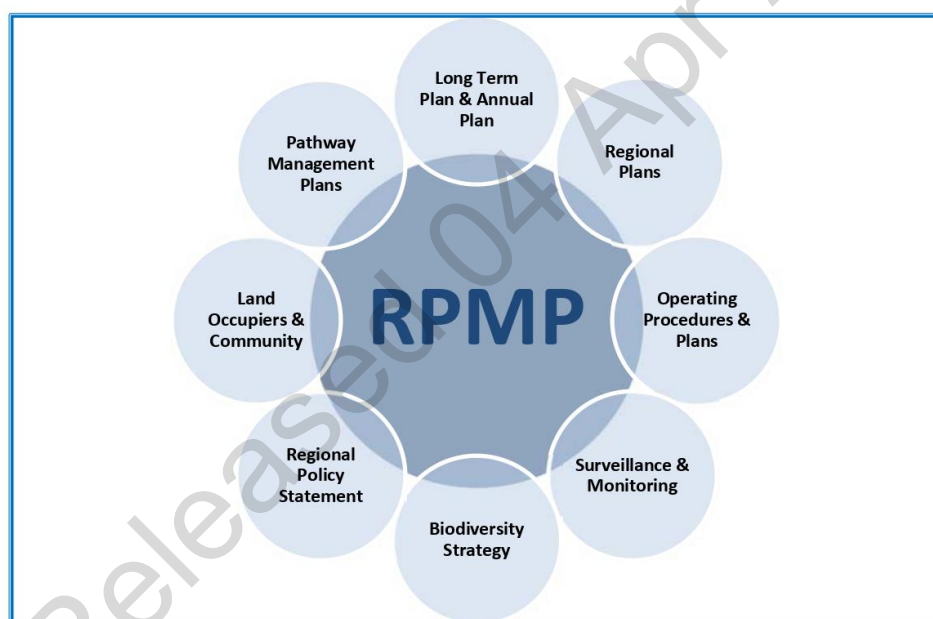 Long Term
Plan & Annual
Plan
Regional
Plans
Operating
Procedures &
Plans
Surveillance &
Monitoring
Biodiversity
Strategy
Regional
Policy
Statement
Land
Occupiers &
Community
Pathway
Management
Plans
RPMP
Released 04 Apr